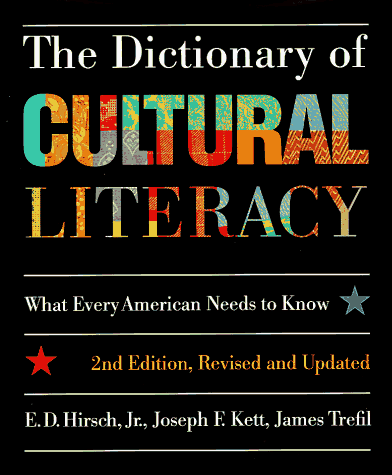 The Dictionary of
CULTURAL
LITERACY
What Every American Needs to Know
2nd Edition, Revised and Updated
E. D. Hirsch, Jr., Joseph F. Kett, James Trefil